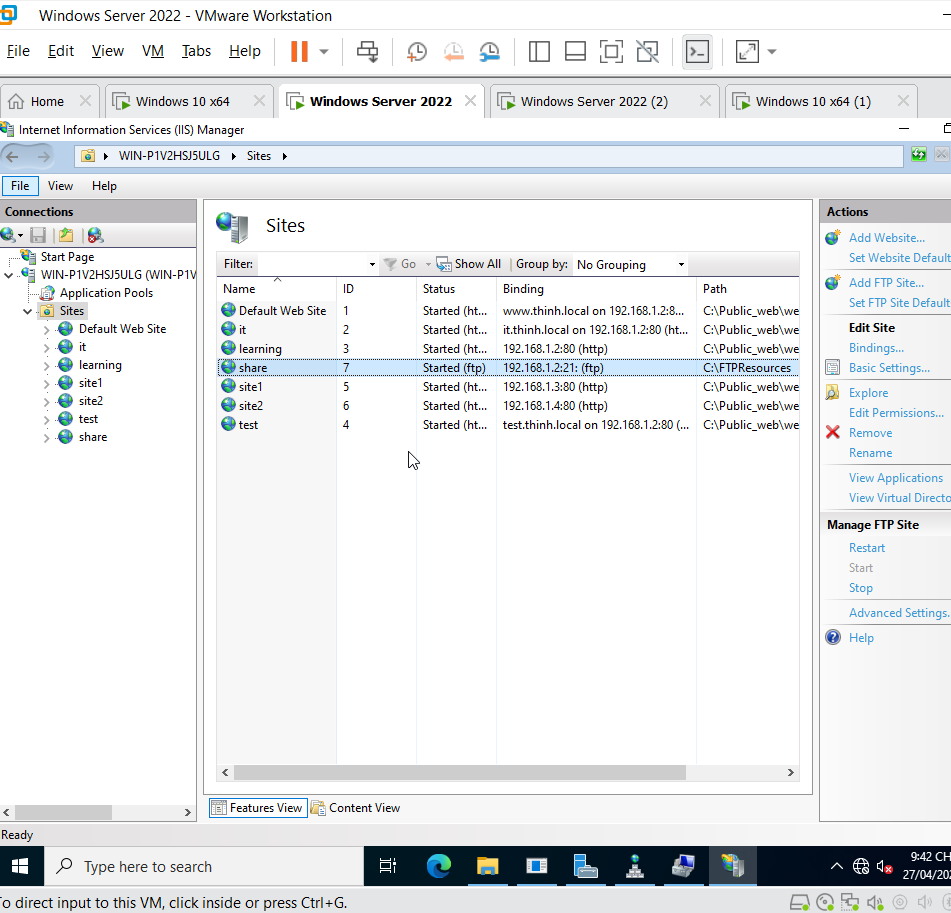 Windows Server 2022 - VMware Workstation
File Edit View VM Tabs Help
Home Windows 10 x64 Windows Server 2022 Windows Server 2022 (2) Windows 10 x64 (1)
Internet Information Services (IIS) Manager
WIN-P1V2HSJ5ULG Sites
File View Help
Connections
Start Page
WIN-P1V2HSJ5ULG (WIN-P1V
Application Pools
Sites
Default Web Site
it
learning
site1
site2
test
share
Sites
Filter: Go Show All Group by: No Grouping
Name ID Status Binding Path
Default Web Site 1 Started (ht... www.thinh.local on 192.168.1.2:8... C:\Public_web\we
it 2 Started (ht... it.thinh.local on 192.168.1.2:80 (ht... C:\Public_web\we
learning 3 Started (ht... 192.168.1.2:80 (http) C:\Public_web\we
share 7 Started (ftp) 192.168.1.2:21: (ftp) C:\FTPResources
site1 5 Started (ht... 192.168.1.3:80 (http) C:\Public_web\we
site2 6 Started (ht... 192.168.1.4:80 (http) C:\Public_web\we
test 4 Started (ht... test.thinh.local on 192.168.1.2:80 (... C:\Public_web\we
Features View Content View
Actions
Add Website...
Set Website Default
Add FTP Site...
Set FTP Site Default
Edit Site
Bindings...
Basic Settings...
Explore
Edit Permissions...
Remove
Rename
View Applications
View Virtual Directo
Manage FTP Site
Restart
Start
Stop
Advanced Settings.
Help
Ready
Type here to search
9:42 CH
27/04/202
To direct input to this VM, click inside or press Ctrl+G.